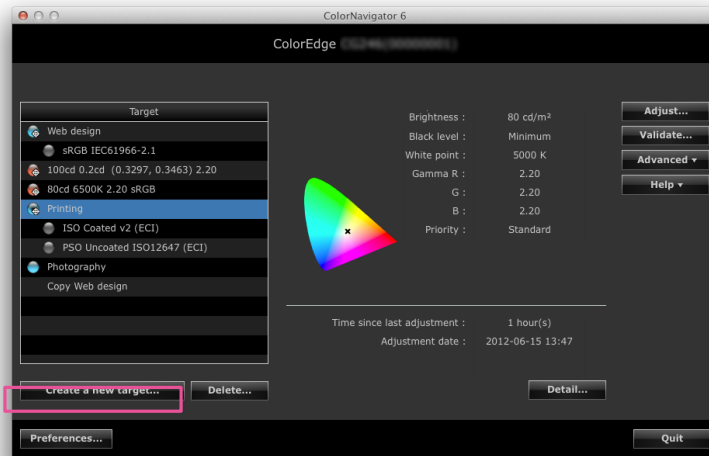 ColorNavigator 6
ColorEdge
Target
Web design
sRGB IEC61966-2.1
100cd 0.2cd (0.3297, 0.3463) 2.20
80cd 6500K 2.20 sRGB
Printing
ISO Coated v2 (ECI)
PSO Uncoated ISO12647 (ECI)
Photography
Copy Web design
Brightness : 80 cd/m²
Black level : Minimum
White point : 5000 K
Gamma R : 2.20
G : 2.20
B : 2.20
Priority : Standard
Time since last adjustment : 1 hour(s)
Adjustment date : 2012-06-15 13:47
Adjust...
Validate...
Advanced
Help
Create a new target...
Delete...
Detail...
Preferences...
Quit